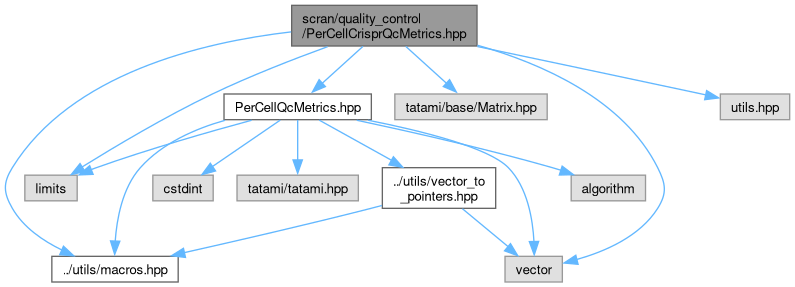 scran/quality_control
/PerCellCrisprQcMetrics.hpp
PerCellQcMetrics.hpp
tatami/base/Matrix.hpp
utils.hpp
limits
cstdint
tatami/tatami.hpp
../utils/vector_to
_pointers.hpp
algorithm
../utils/macros.hpp
vector